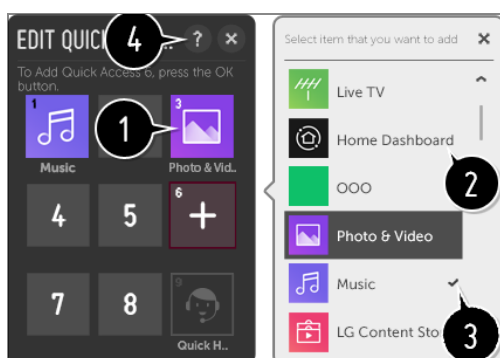 EDIT QUIC 4 .. ? ×
To Add Quick Access 6, press the OK
button.
1
3
1
Music
Photo & Vid..
4
5
6
+
7
8
9
Quick H..
Select item that you want to add ×
Live TV
Home Dashboard
2
OOO
Photo & Video
Music
LG Content Sto
3